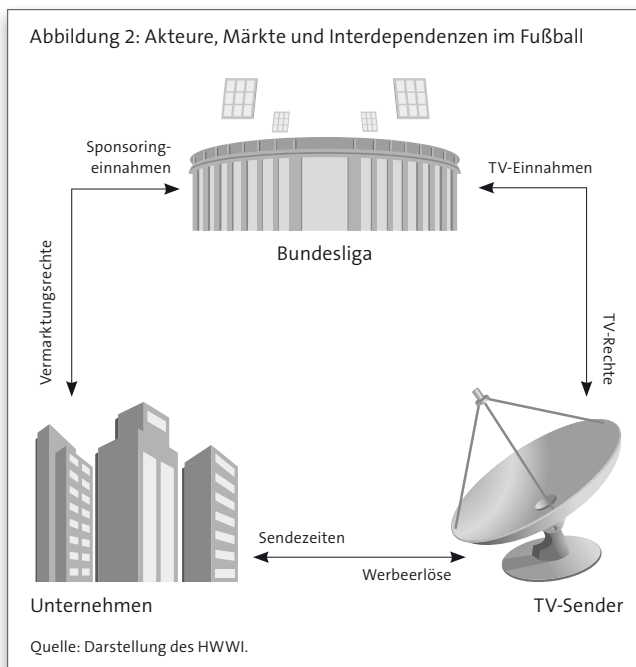 Abbildung 2: Akteure, Märkte und Interdependenzen im Fußball
Sponsoring-
einnahmen
TV-Einnahmen
Bundesliga
Vermarktungsrechte
TV-Rechte
Sendezeiten
Werbeerlöse
Unternehmen
TV-Sender
Quelle: Darstellung des HWWI.